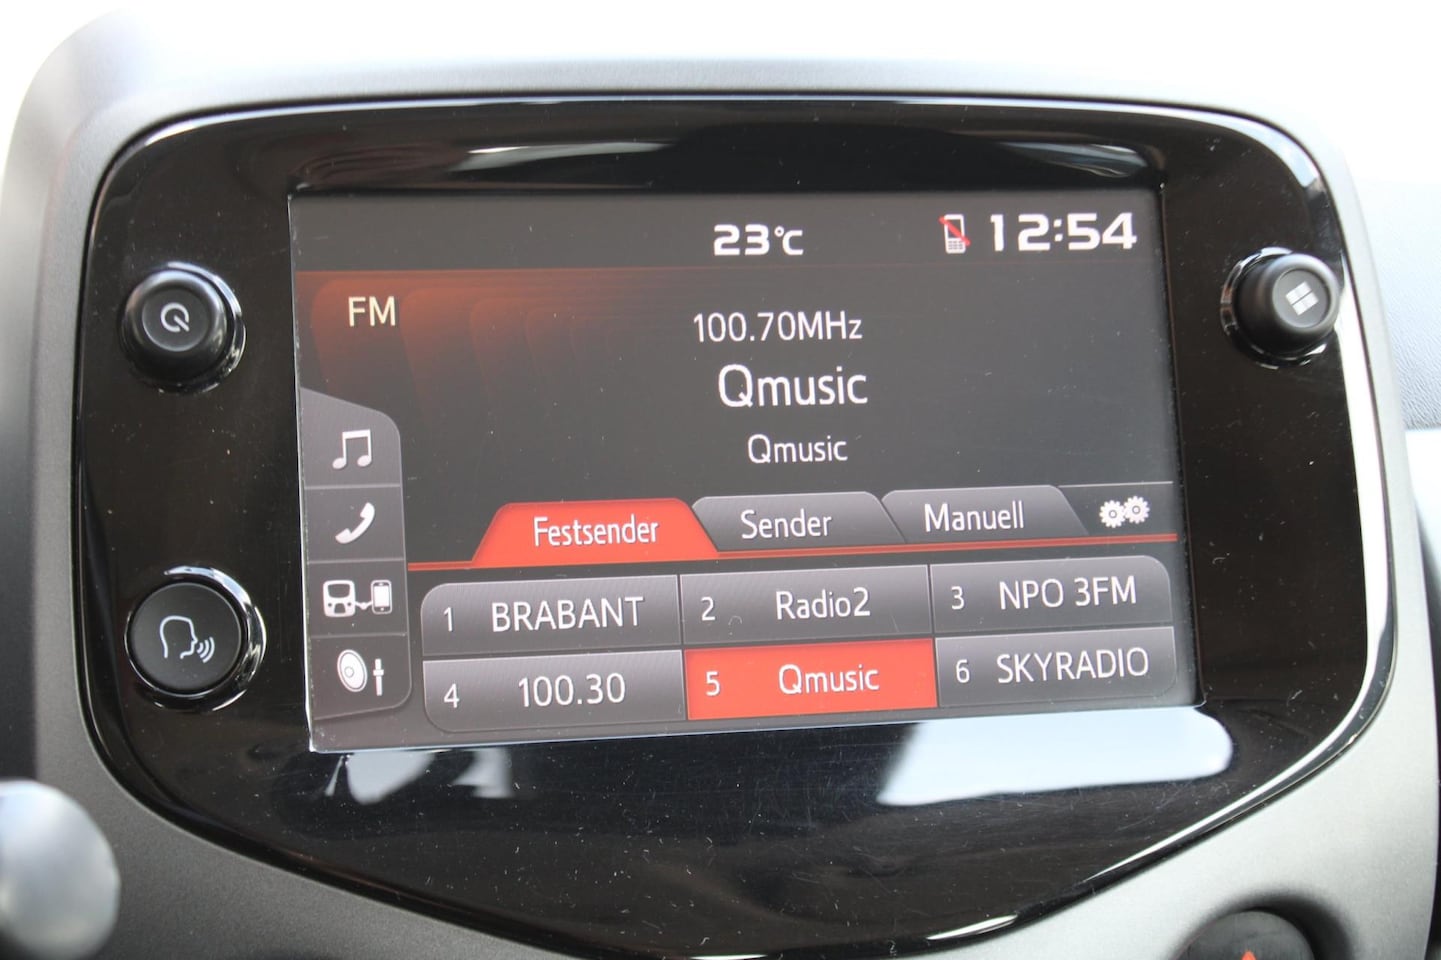 23°C 12:54
FM
100.70MHz
Qmusic
Qmusic
Festsender Sender Manuell
1 BRABANT 2 Radio2 3 NPO 3FM
4 100.30 5 Qmusic 6 SKYRADIO